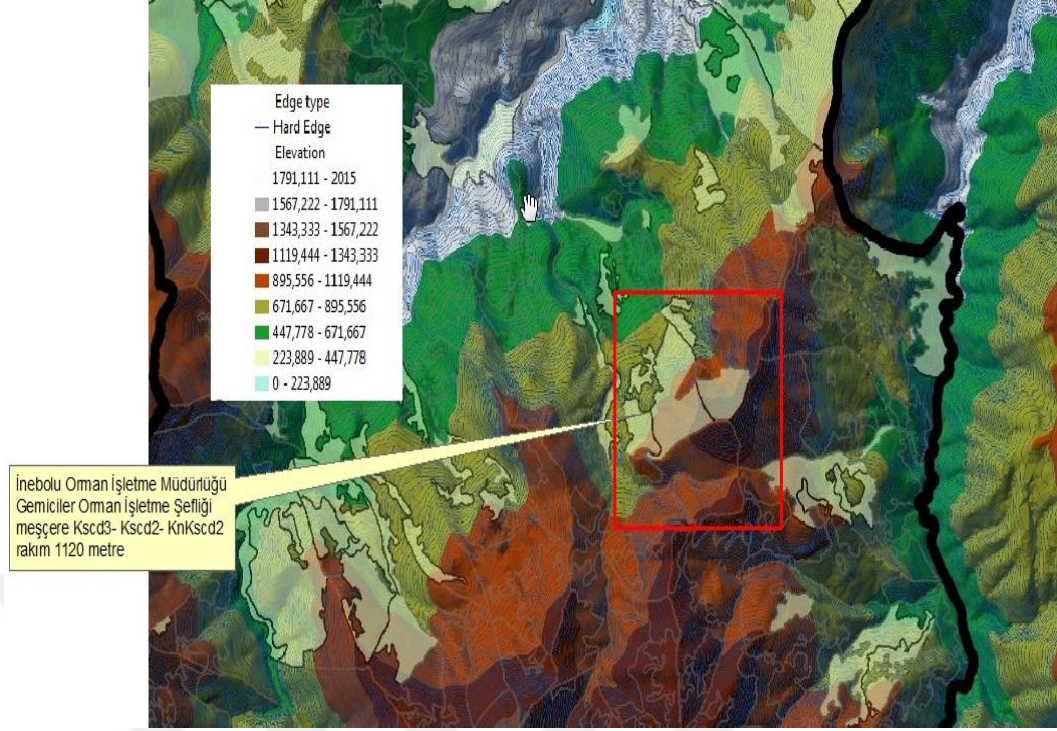 Edge type
Hard Edge
Elevation
1791,111 - 2015
1567,222 - 1791,111
1343,333 - 1567,222
1119,444 - 1343,333
895,556 - 1119,444
671,667 - 895,556
447,778 - 671,667
223,889 - 447,778
0 - 223,889
İnebolu Orman İşletme Müdürlüğü
Gemiciler Orman İşletme Şefliği
meşçere Kscd3- Kscd2- KnKscd2
rakım 1120 metre